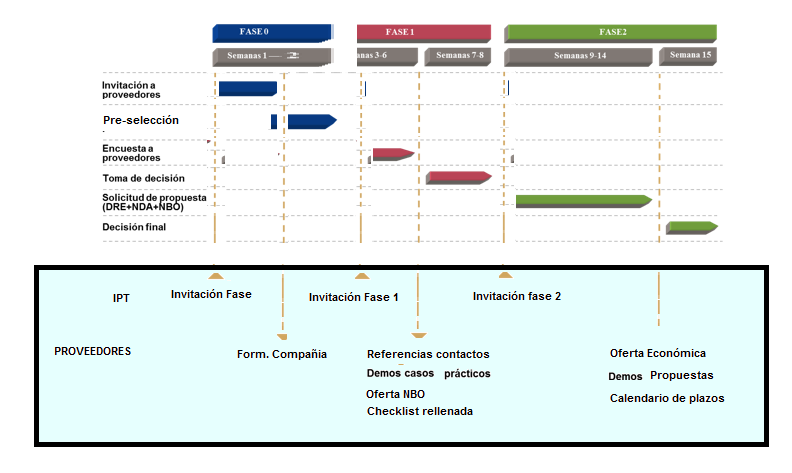 FASE 0 FASE 1 FASE2
Semanas 1 — 2 nas 3-6 Semanas 7-8 Semanas 9-14 Semana 15
Invitación a
proveedores
Pre-selección
Encuesta a
proveedores
Toma de decisión
Solicitud de propuesta
(DRE+NDA+NBO)
Decisión final
IPT Invitación Fase Invitación Fase 1 Invitación fase 2
PROVEEDORES Form. Compañia Referencias contactos Oferta Económica
Demos casos prácticos Demos Propuestas
Oferta NBO Calendario de plazos
Checklist rellenada